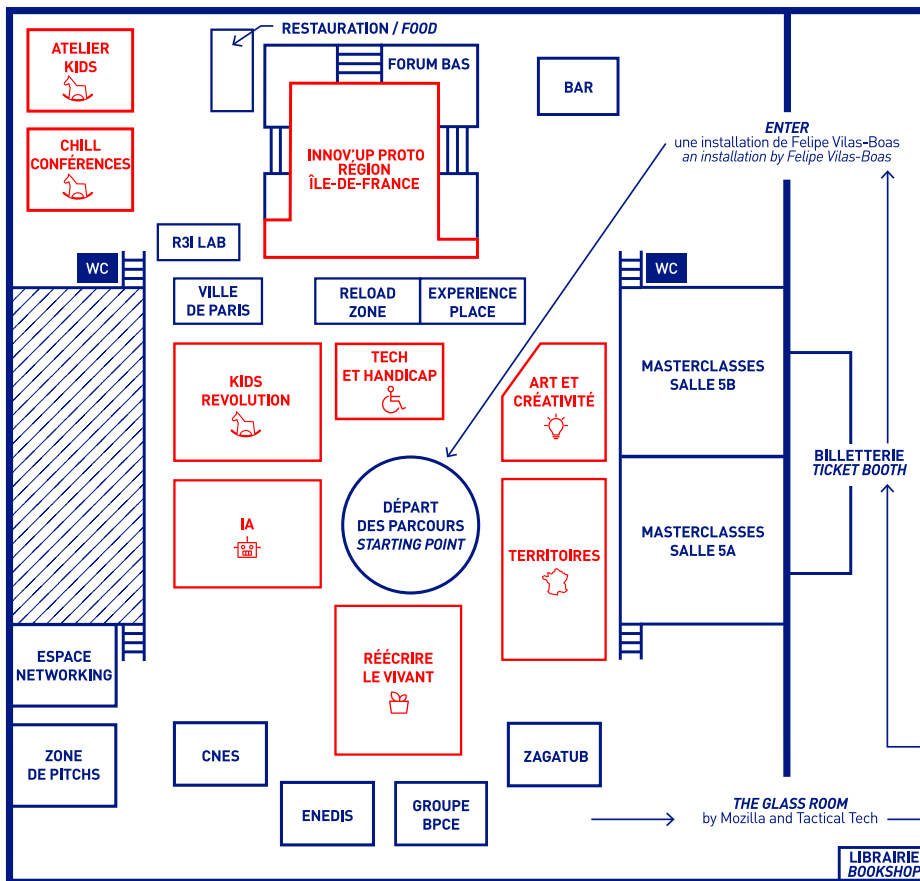 RESTAURATION / FOOD
ATELIER
KIDS
FORUM BAS
BAR
CHILL
CONFÉRENCES
INNOV'UP PROTO
RÉGION
ÎLE-DE-FRANCE
ENTER
une installation de Felipe Vilas-Boas
an installation by Felipe Vilas-Boas
R3I LAB
WC
WC
VILLE
DE PARIS
RELOAD
ZONE
EXPERIENCE
PLACE
KIDS
REVOLUTION
TECH
ET HANDICAP
ART ET
CRÉATIVITÉ
MASTERCLASSES
SALLE 5B
BILLETTERIE
TICKET BOOTH
IA
DÉPART
DES PARCOURS
STARTING POINT
TERRITOIRES
MASTERCLASSES
SALLE 5A
ESPACE
NETWORKING
RÉÉCRIRE
LE VIVANT
ZONE
DE PITCHS
CNES
ZAGATUB
ENEDIS
GROUPE
BPCE
THE GLASS ROOM
by Mozilla and Tactical Tech
LIBRAIRIE
BOOKSHOP